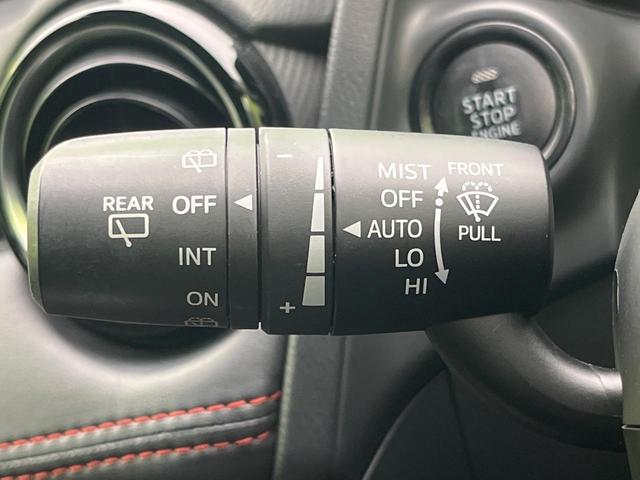 START
STOP
ENGINE
REAR
OFF
INT
ON
−
+
MIST
OFF
AUTO
LO
HI
FRONT
PULL